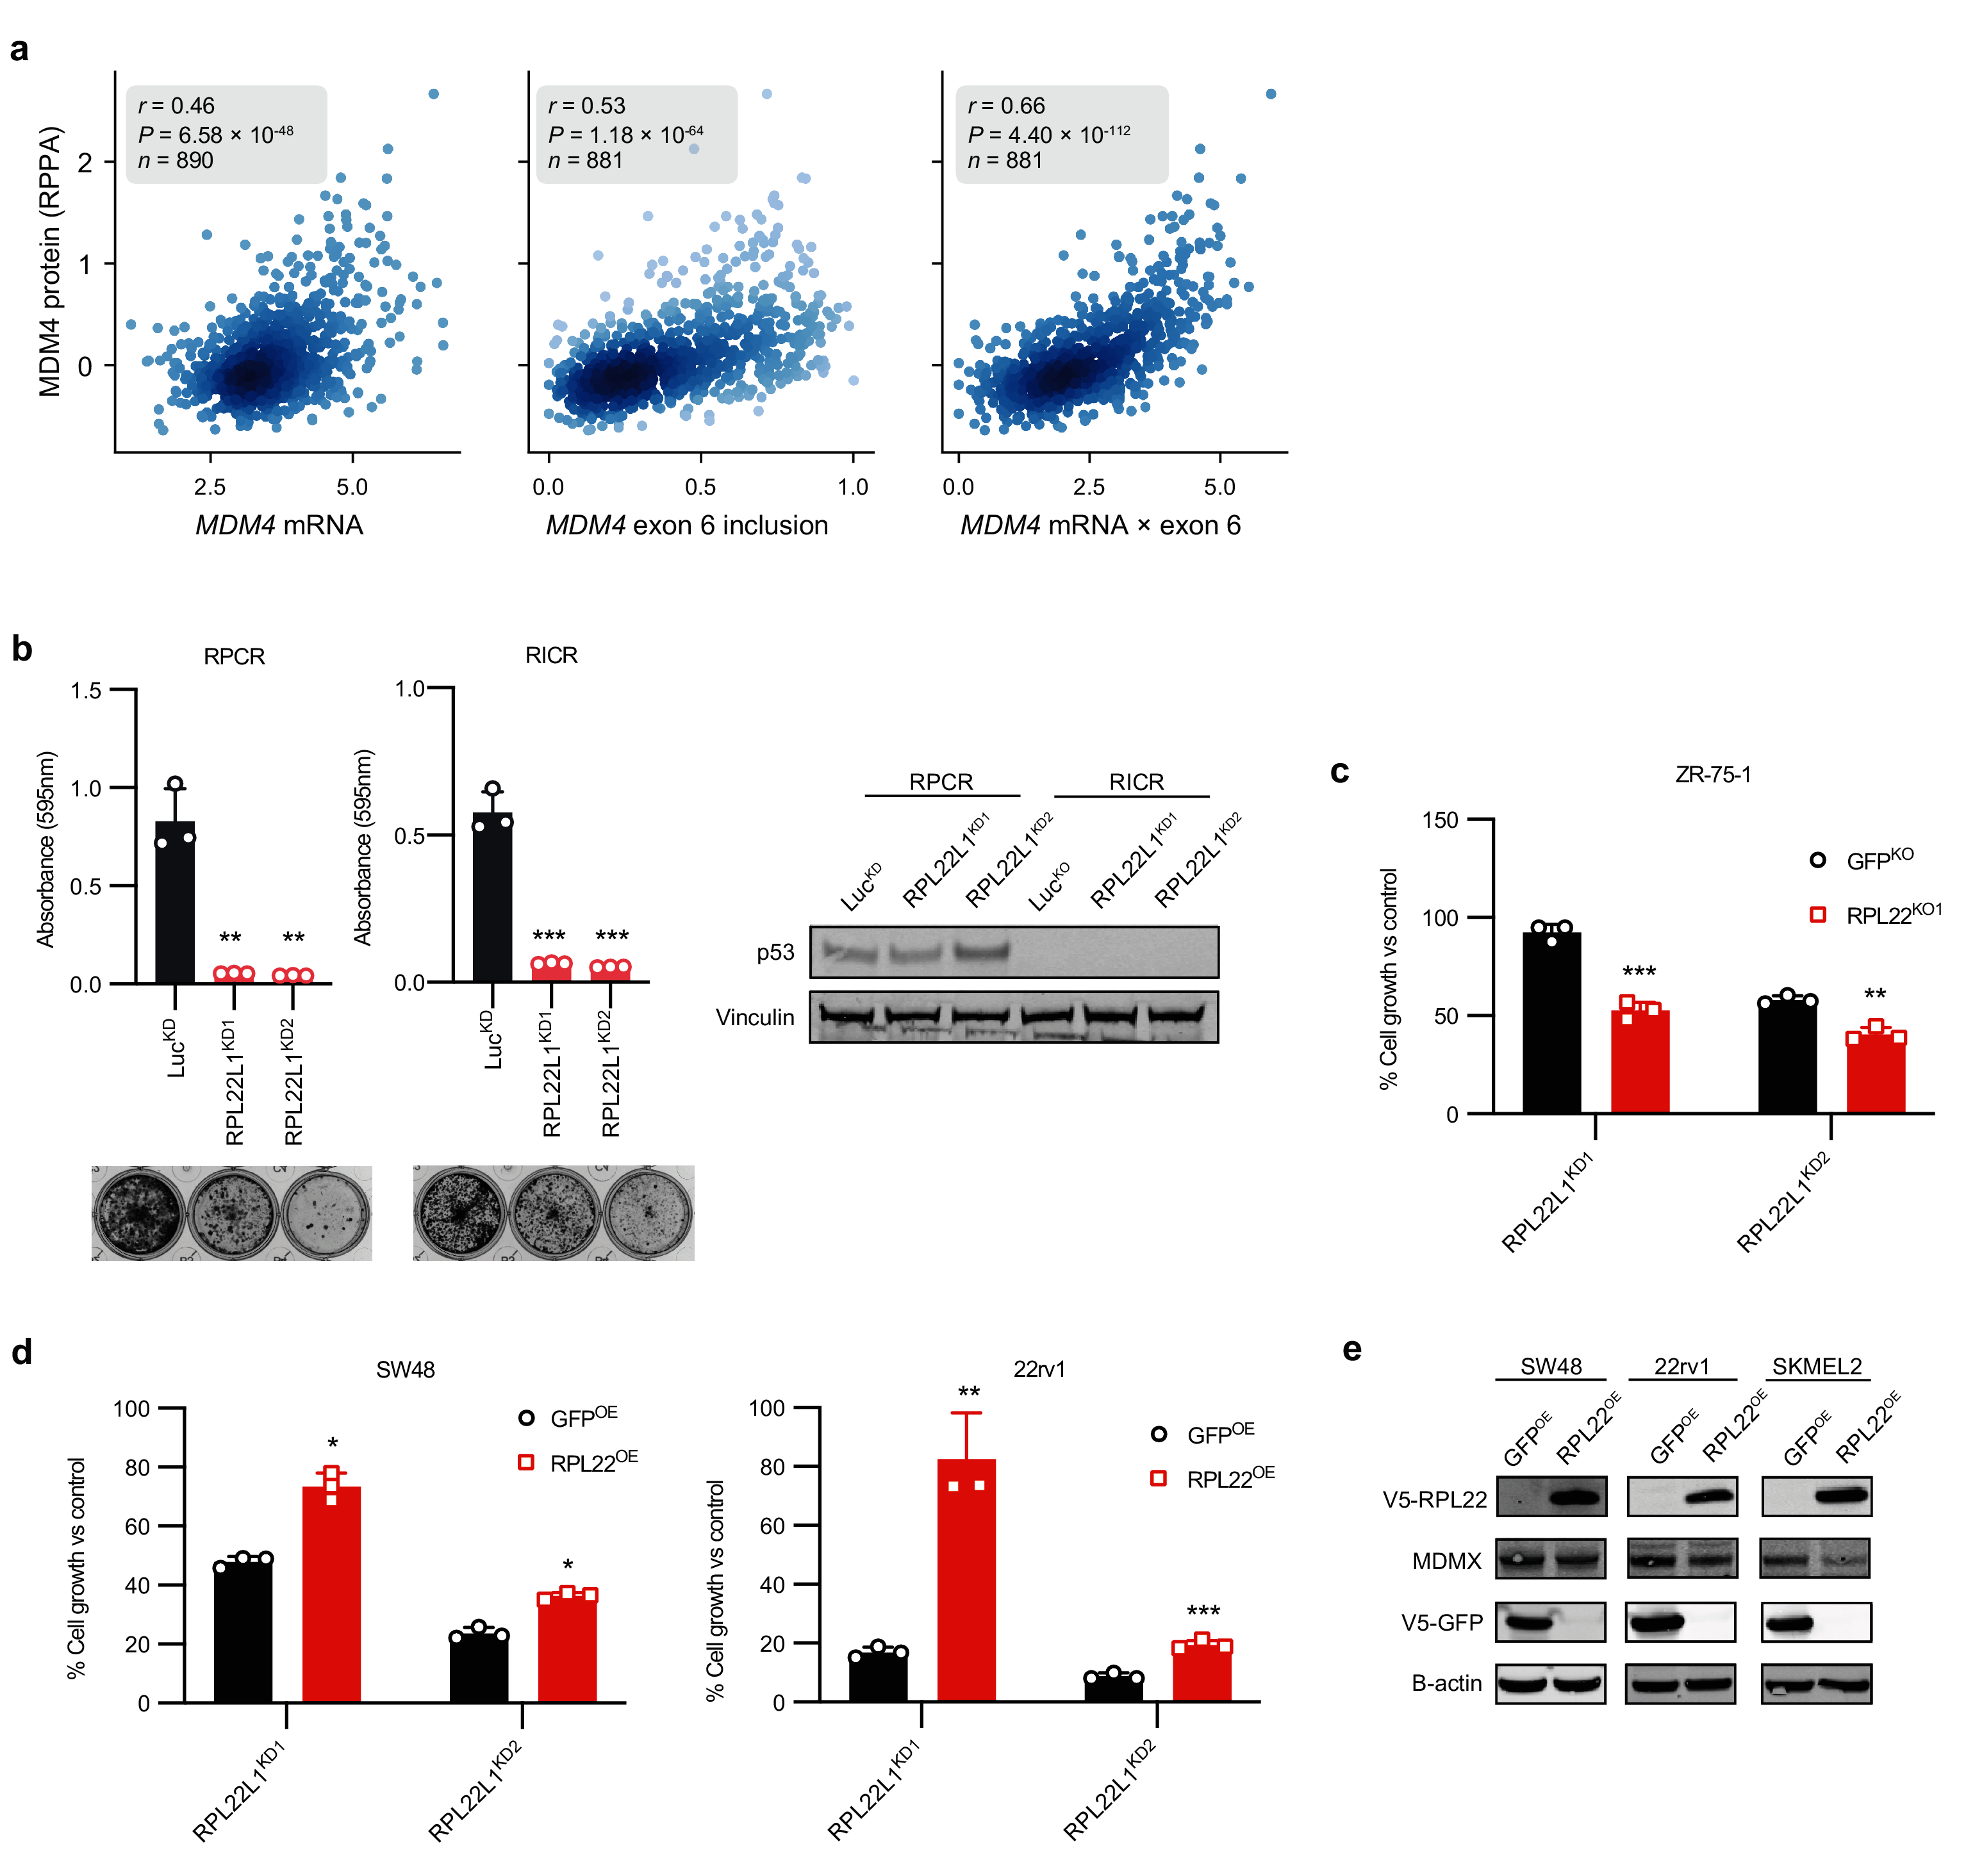 a
r = 0.46
P = 6.58 × 10-48
n = 890
r = 0.53
P = 1.18 × 10-64
n = 881
r = 0.66
P = 4.40 × 10-112
n = 881
MDM4 protein (RPPA)
2
1
0
2.5 5.0
0.0 0.5 1.0
0.0 2.5 5.0
MDM4 mRNA
MDM4 exon 6 inclusion
MDM4 mRNA × exon 6
b
RPCR
Absorbance (595nm)
1.5
1.0
0.5
0.0
** **
LucKD
RPL22L1KD1
RPL22L1KD2
RICR
Absorbance (595nm)
1.0
0.5
0.0
*** ***
LucKD
RPL22L1KD1
RPL22L1KD2
RPCR RICR
LucKD
RPL22L1KD1
RPL22L1KD2
LucKO
RPL22L1KD1
RPL22L1KD2
p53
Vinculin
c
ZR-75-1
% Cell growth vs control
150
100
50
0
GFPKO
RPL22KO1
***
**
RPL22L1KD1
RPL22L1KD2
d
SW48
% Cell growth vs control
100
80
60
40
20
0
GFPOE
RPL22OE
*
*
RPL22L1KD1
RPL22L1KD2
22rv1
% Cell growth vs control
100
80
60
40
20
0
GFPOE
RPL22OE
**
***
RPL22L1KD1
RPL22L1KD2
e
SW48 22rv1 SKMEL2
GFPOE
RPL22OE
GFPOE
RPL22OE
GFPOE
RPL22OE
V5-RPL22
MDMX
V5-GFP
B-actin